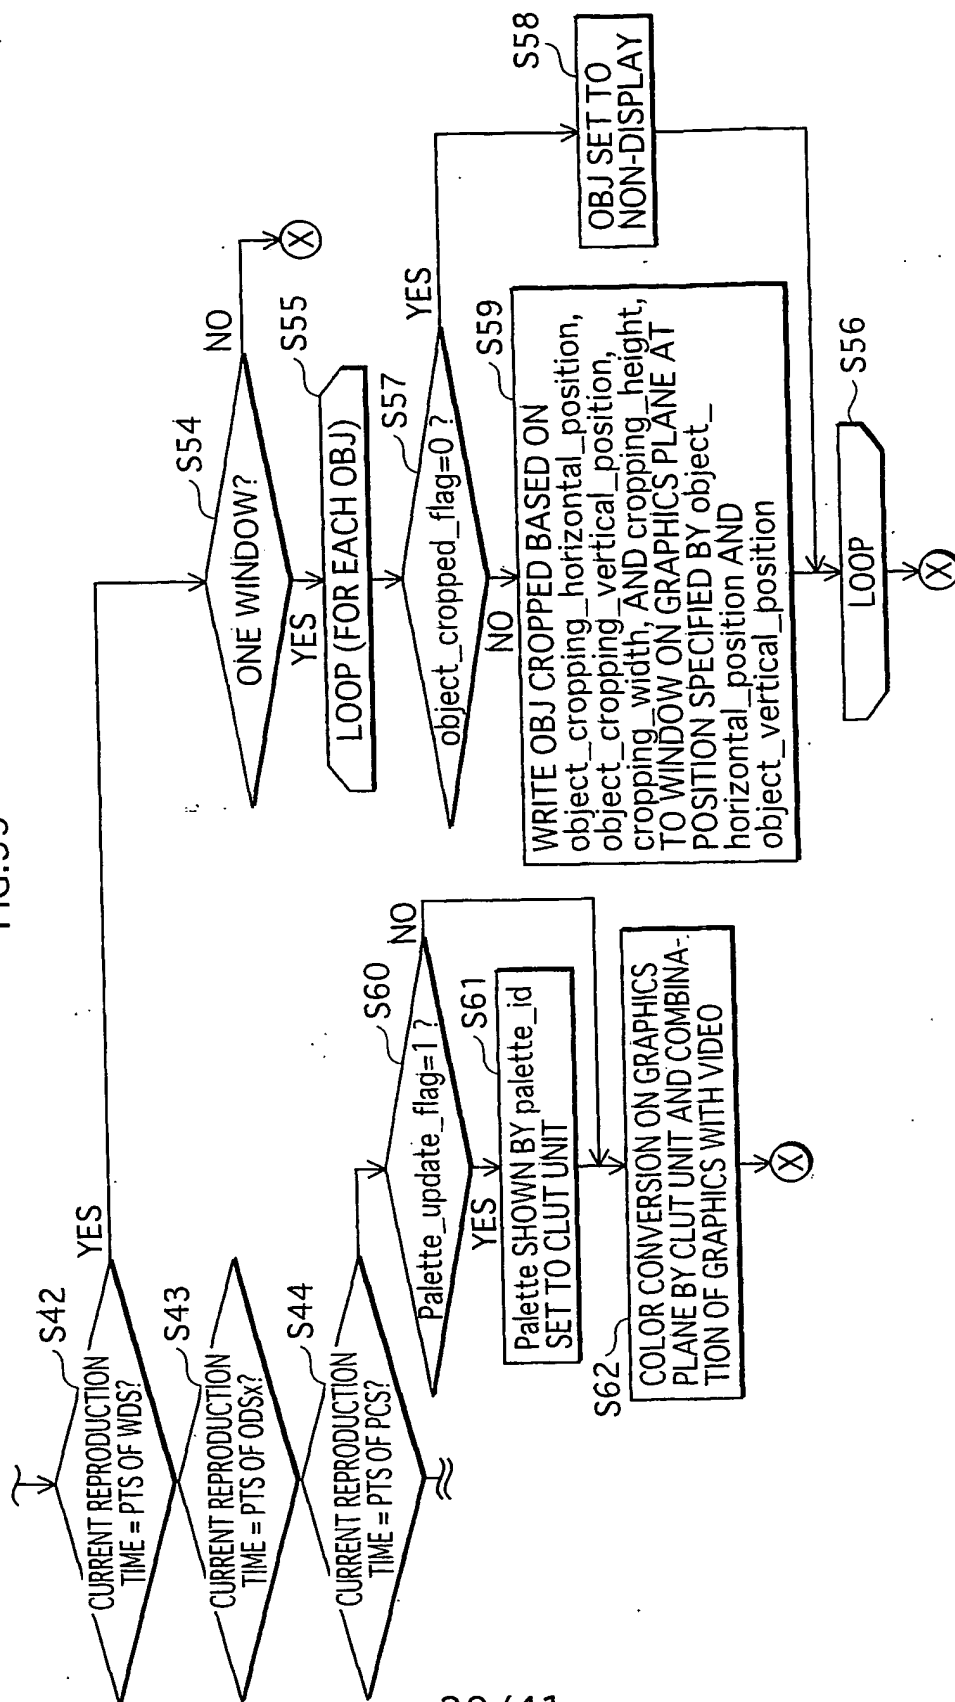 S42
CURRENT REPRODUCTION
TIME = PTS OF WDS?
YES
S43
CURRENT REPRODUCTION
TIME = PTS OF ODSx?
S44
CURRENT REPRODUCTION
TIME = PTS OF PCS?
S60
Palette_update_flag=1 ?
NO
YES
S61
Palette SHOWN BY palette_id
SET TO CLUT UNIT
S62
COLOR CONVERSION ON GRAPHICS
PLANE BY CLUT UNIT AND COMBINA-
TION OF GRAPHICS WITH VIDEO
X
S54
ONE WINDOW?
NO
X
YES
S55
LOOP (FOR EACH OBJ)
S57
object_cropped_flag=0 ?
YES
NO
S58
OBJ SET TO
NON-DISPLAY
S59
WRITE OBJ CROPPED BASED ON
object_cropping_horizontal_position,
object_cropping_vertical_position,
cropping_width, AND cropping_height,
TO WINDOW ON GRAPHICS PLANE AT
POSITION SPECIFIED BY object_
horizontal_position AND
object_vertical_position
S56
LOOP
X